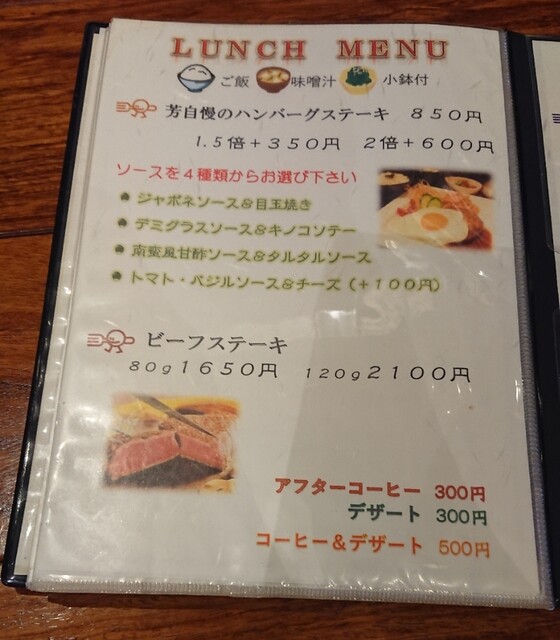 LUNCH MENU
ご飯 味噌汁 小鉢付
芳自慢のハンバーグステーキ 850円
1.5倍+350円 2倍+600円
ソースを4種類からお選び下さい
ジャポネソース&目玉焼き
デミグラスソース&キノコソテー
南蛮風甘酢ソース&タルタルソース
トマト・バジルソース&チーズ(+100円)
ビーフステーキ
80g1650円 120g2100円
アフターコーヒー 300円
デザート 300円
コーヒー&デザート 500円